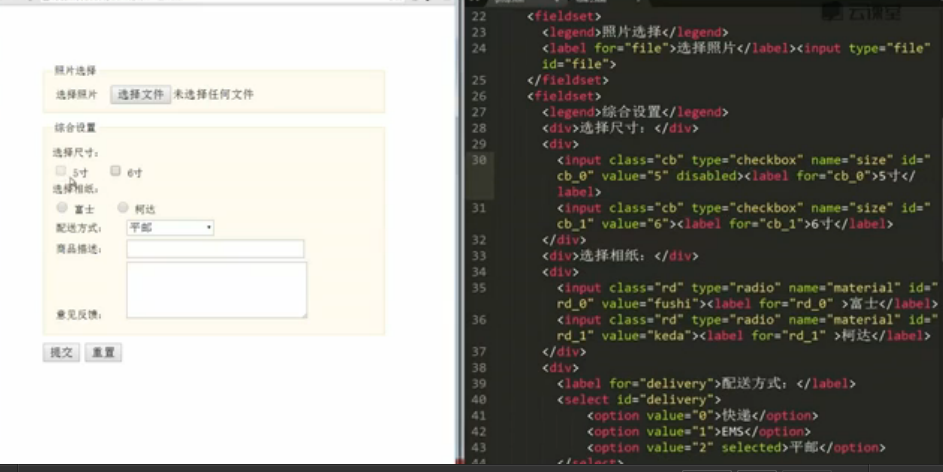 照片选择
选择照片 选择文件 未选择任何文件
综合设置
选择尺寸：
5寸 6寸
选择相纸：
富士 柯达
配送方式： 平邮
商品描述：
意见反馈：
提交 重置
云课堂
22 <fieldset>
23 <legend>照片选择</legend>
24 <label for="file">选择照片</label><input type="file"
id="file">
25 </fieldset>
26 <fieldset>
27 <legend>综合设置</legend>
28 <div>选择尺寸：</div>
29 <div>
30 <input class="cb" type="checkbox" name="size" id="
cb_0" value="5" disabled><label for="cb_0">5寸</
label>
31 <input class="cb" type="checkbox" name="size" id="
cb_1" value="6"><label for="cb_1">6寸</label>
32 </div>
33 <div>选择相纸：</div>
34 <div>
35 <input class="rd" type="radio" name="material" id="
rd_0" value="fushi"><label for="rd_0" >富士</label>
36 <input class="rd" type="radio" name="material" id="
rd_1" value="keda"><label for="rd_1" >柯达</label>
37 </div>
38 <div>
39 <label for="delivery">配送方式：</label>
40 <select id="delivery">
41 <option value="0">快递</option>
42 <option value="1">EMS</option>
43 <option value="2" selected>平邮</option>
44 </select>